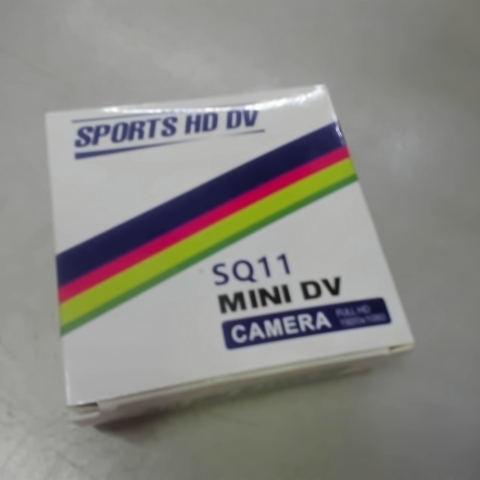 SPORTS HD DV
SQ11
MINI DV
CAMERA
FULL HD